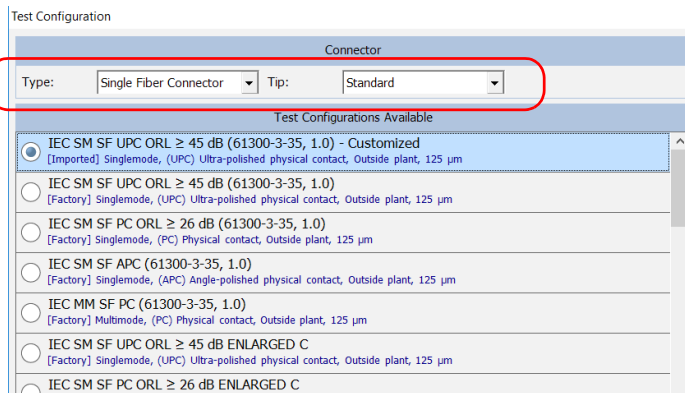 Test Configuration
Connector
Type: Single Fiber Connector Tip: Standard
Test Configurations Available
IEC SM SF UPC ORL ≥ 45 dB (61300-3-35, 1.0) - Customized
[Imported] Singlemode, (UPC) Ultra-polished physical contact, Outside plant, 125 µm
IEC SM SF UPC ORL ≥ 45 dB (61300-3-35, 1.0)
[Factory] Singlemode, (UPC) Ultra-polished physical contact, Outside plant, 125 µm
IEC SM SF PC ORL ≥ 26 dB (61300-3-35, 1.0)
[Factory] Singlemode, (PC) Physical contact, Outside plant, 125 µm
IEC SM SF APC (61300-3-35, 1.0)
[Factory] Singlemode, (APC) Angle-polished physical contact, Outside plant, 125 µm
IEC MM SF PC (61300-3-35, 1.0)
[Factory] Multimode, (PC) Physical contact, Outside plant, 125 µm
IEC SM SF UPC ORL ≥ 45 dB ENLARGED C
[Factory] Singlemode, (UPC) Ultra-polished physical contact, Outside plant, 125 µm
IEC SM SF PC ORL ≥ 26 dB ENLARGED C